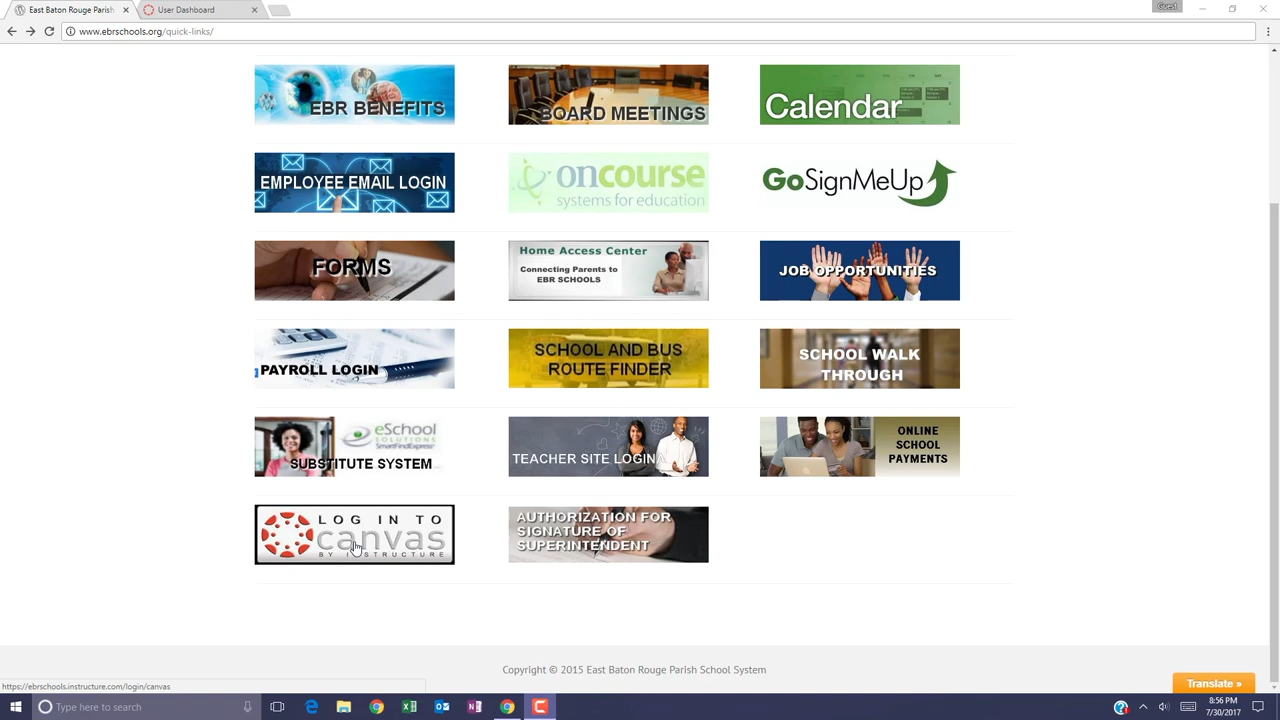 East Baton Rouge Parish
User Dashboard
Guest
www.ebrschools.org/quick-links/
EBR BENEFITS
BOARD MEETINGS
Calendar
EMPLOYEE EMAIL LOGIN
oncourse
systems for education
GoSignMeUp
FORMS
Home Access Center
Connecting Parents to
EBR SCHOOLS
JOB OPPORTUNITIES
PAYROLL LOGIN
SCHOOL AND BUS
ROUTE FINDER
SCHOOL WALK
THROUGH
eSchool
SOLUTIONS
SmartFindExpress
SUBSTITUTE SYSTEM
TEACHER SITE LOGIN
ONLINE
SCHOOL
PAYMENTS
LOG IN TO
canvas
BY INSTRUCTURE
AUTHORIZATION FOR
SIGNATURE OF
SUPERINTENDENT
Copyright © 2015 East Baton Rouge Parish School System
Translate »
https://ebrschools.instructure.com/login/canvas
Type here to search
8:56 PM
7/30/2017